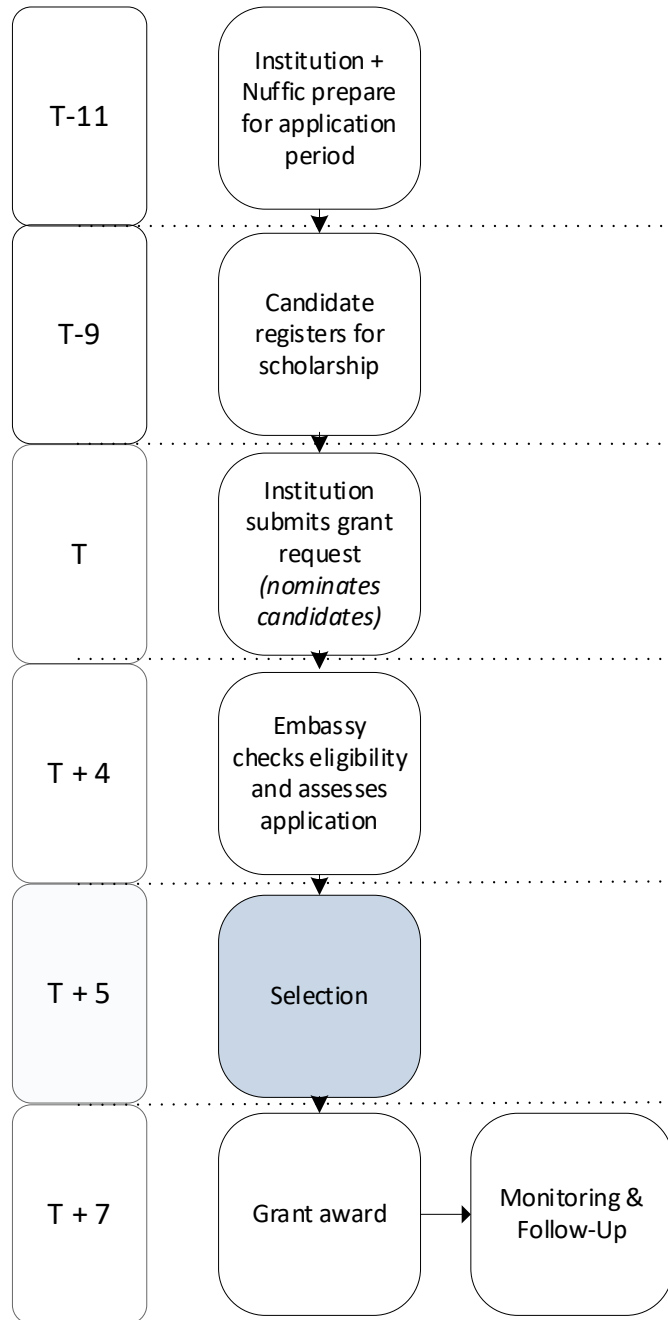 T-11
Institution +
Nuffic prepare
for application
period
T-9
Candidate
registers for
scholarship
T
Institution
submits grant
request
(nominates
candidates)
T + 4
Embassy
checks eligibility
and assesses
application
T + 5
Selection
T + 7
Grant award
Monitoring &
Follow-Up